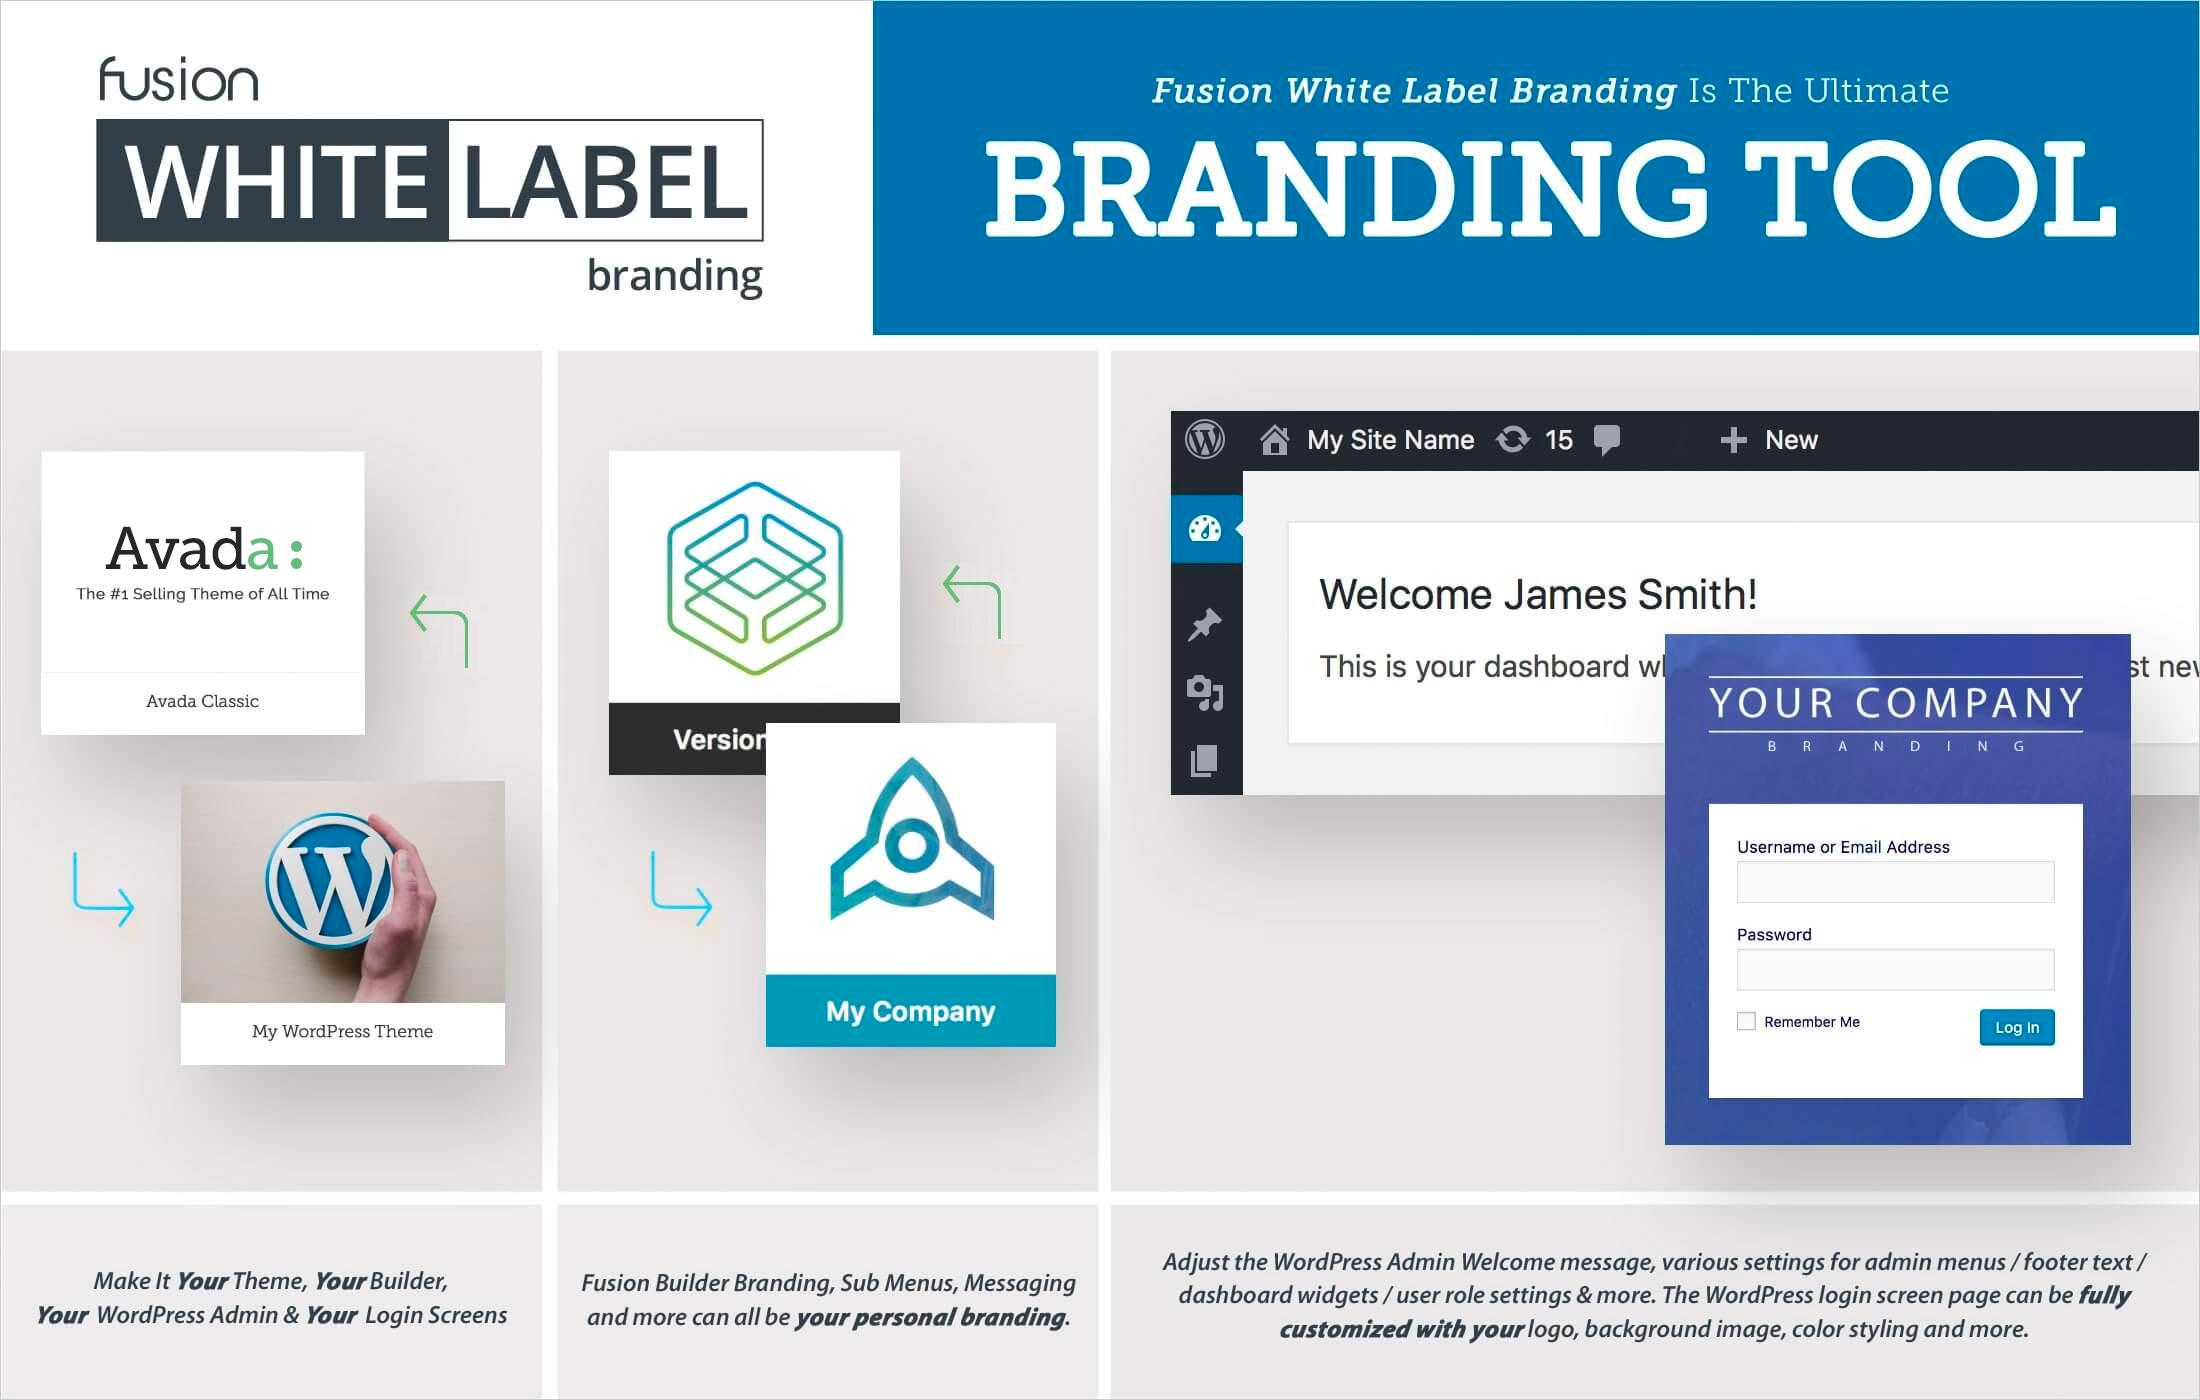 fusion
WHITE LABEL
branding
Fusion White Label Branding Is The Ultimate
BRANDING TOOL
Avada:
The #1 Selling Theme of All Time
Avada Classic
My WordPress Theme
Version
My Company
My Site Name 15 New
Welcome James Smith!
This is your dashboard
YOUR COMPANY
BRANDING
Username or Email Address
Password
Remember Me
Log In
Make It Your Theme, Your Builder,
Your WordPress Admin & Your Login Screens
Fusion Builder Branding, Sub Menus, Messaging
and more can all be your personal branding.
Adjust the WordPress Admin Welcome message, various settings for admin menus / footer text /
dashboard widgets / user role settings & more. The WordPress login screen page can be fully
customized with your logo, background image, color styling and more.